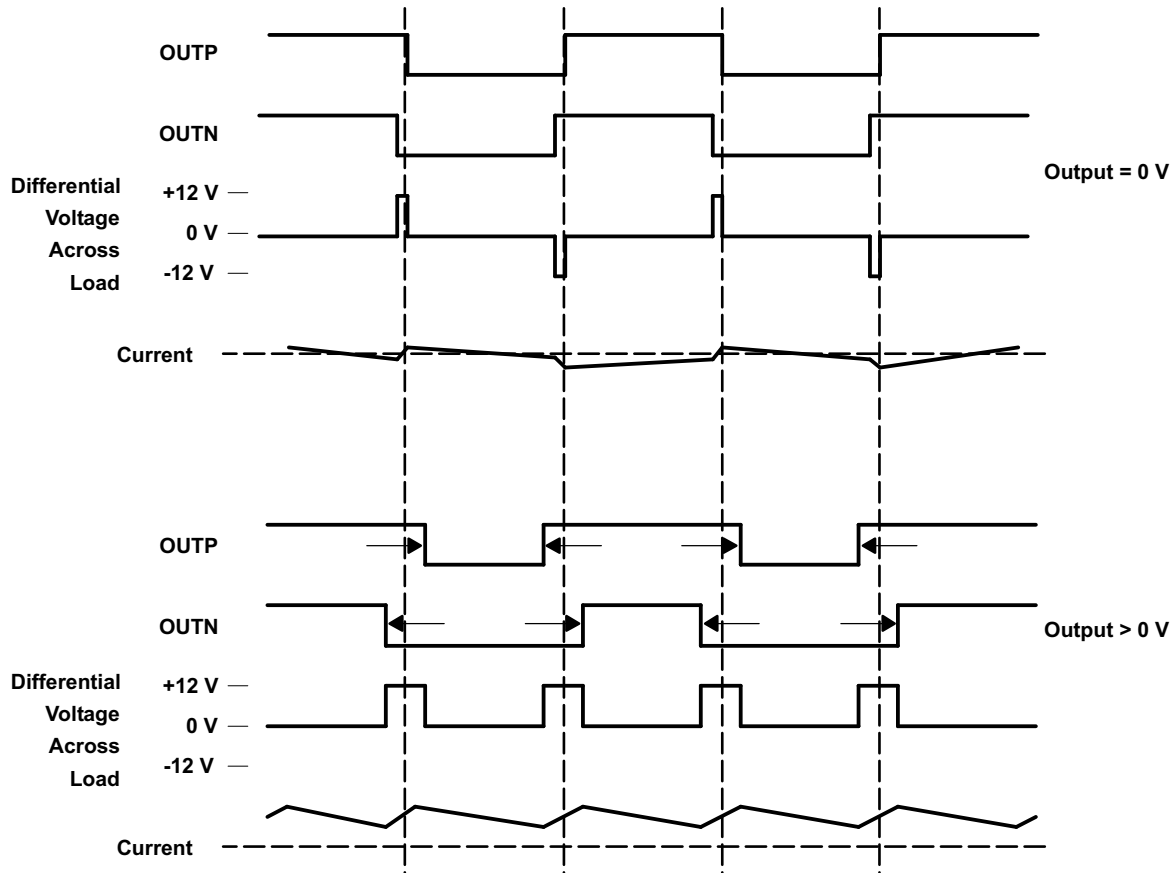 OUTP
OUTN
Output = 0 V
Differential
Voltage
Across
Load
+12 V
0 V
-12 V
Current
OUTP
OUTN
Output > 0 V
Differential
Voltage
Across
Load
+12 V
0 V
-12 V
Current